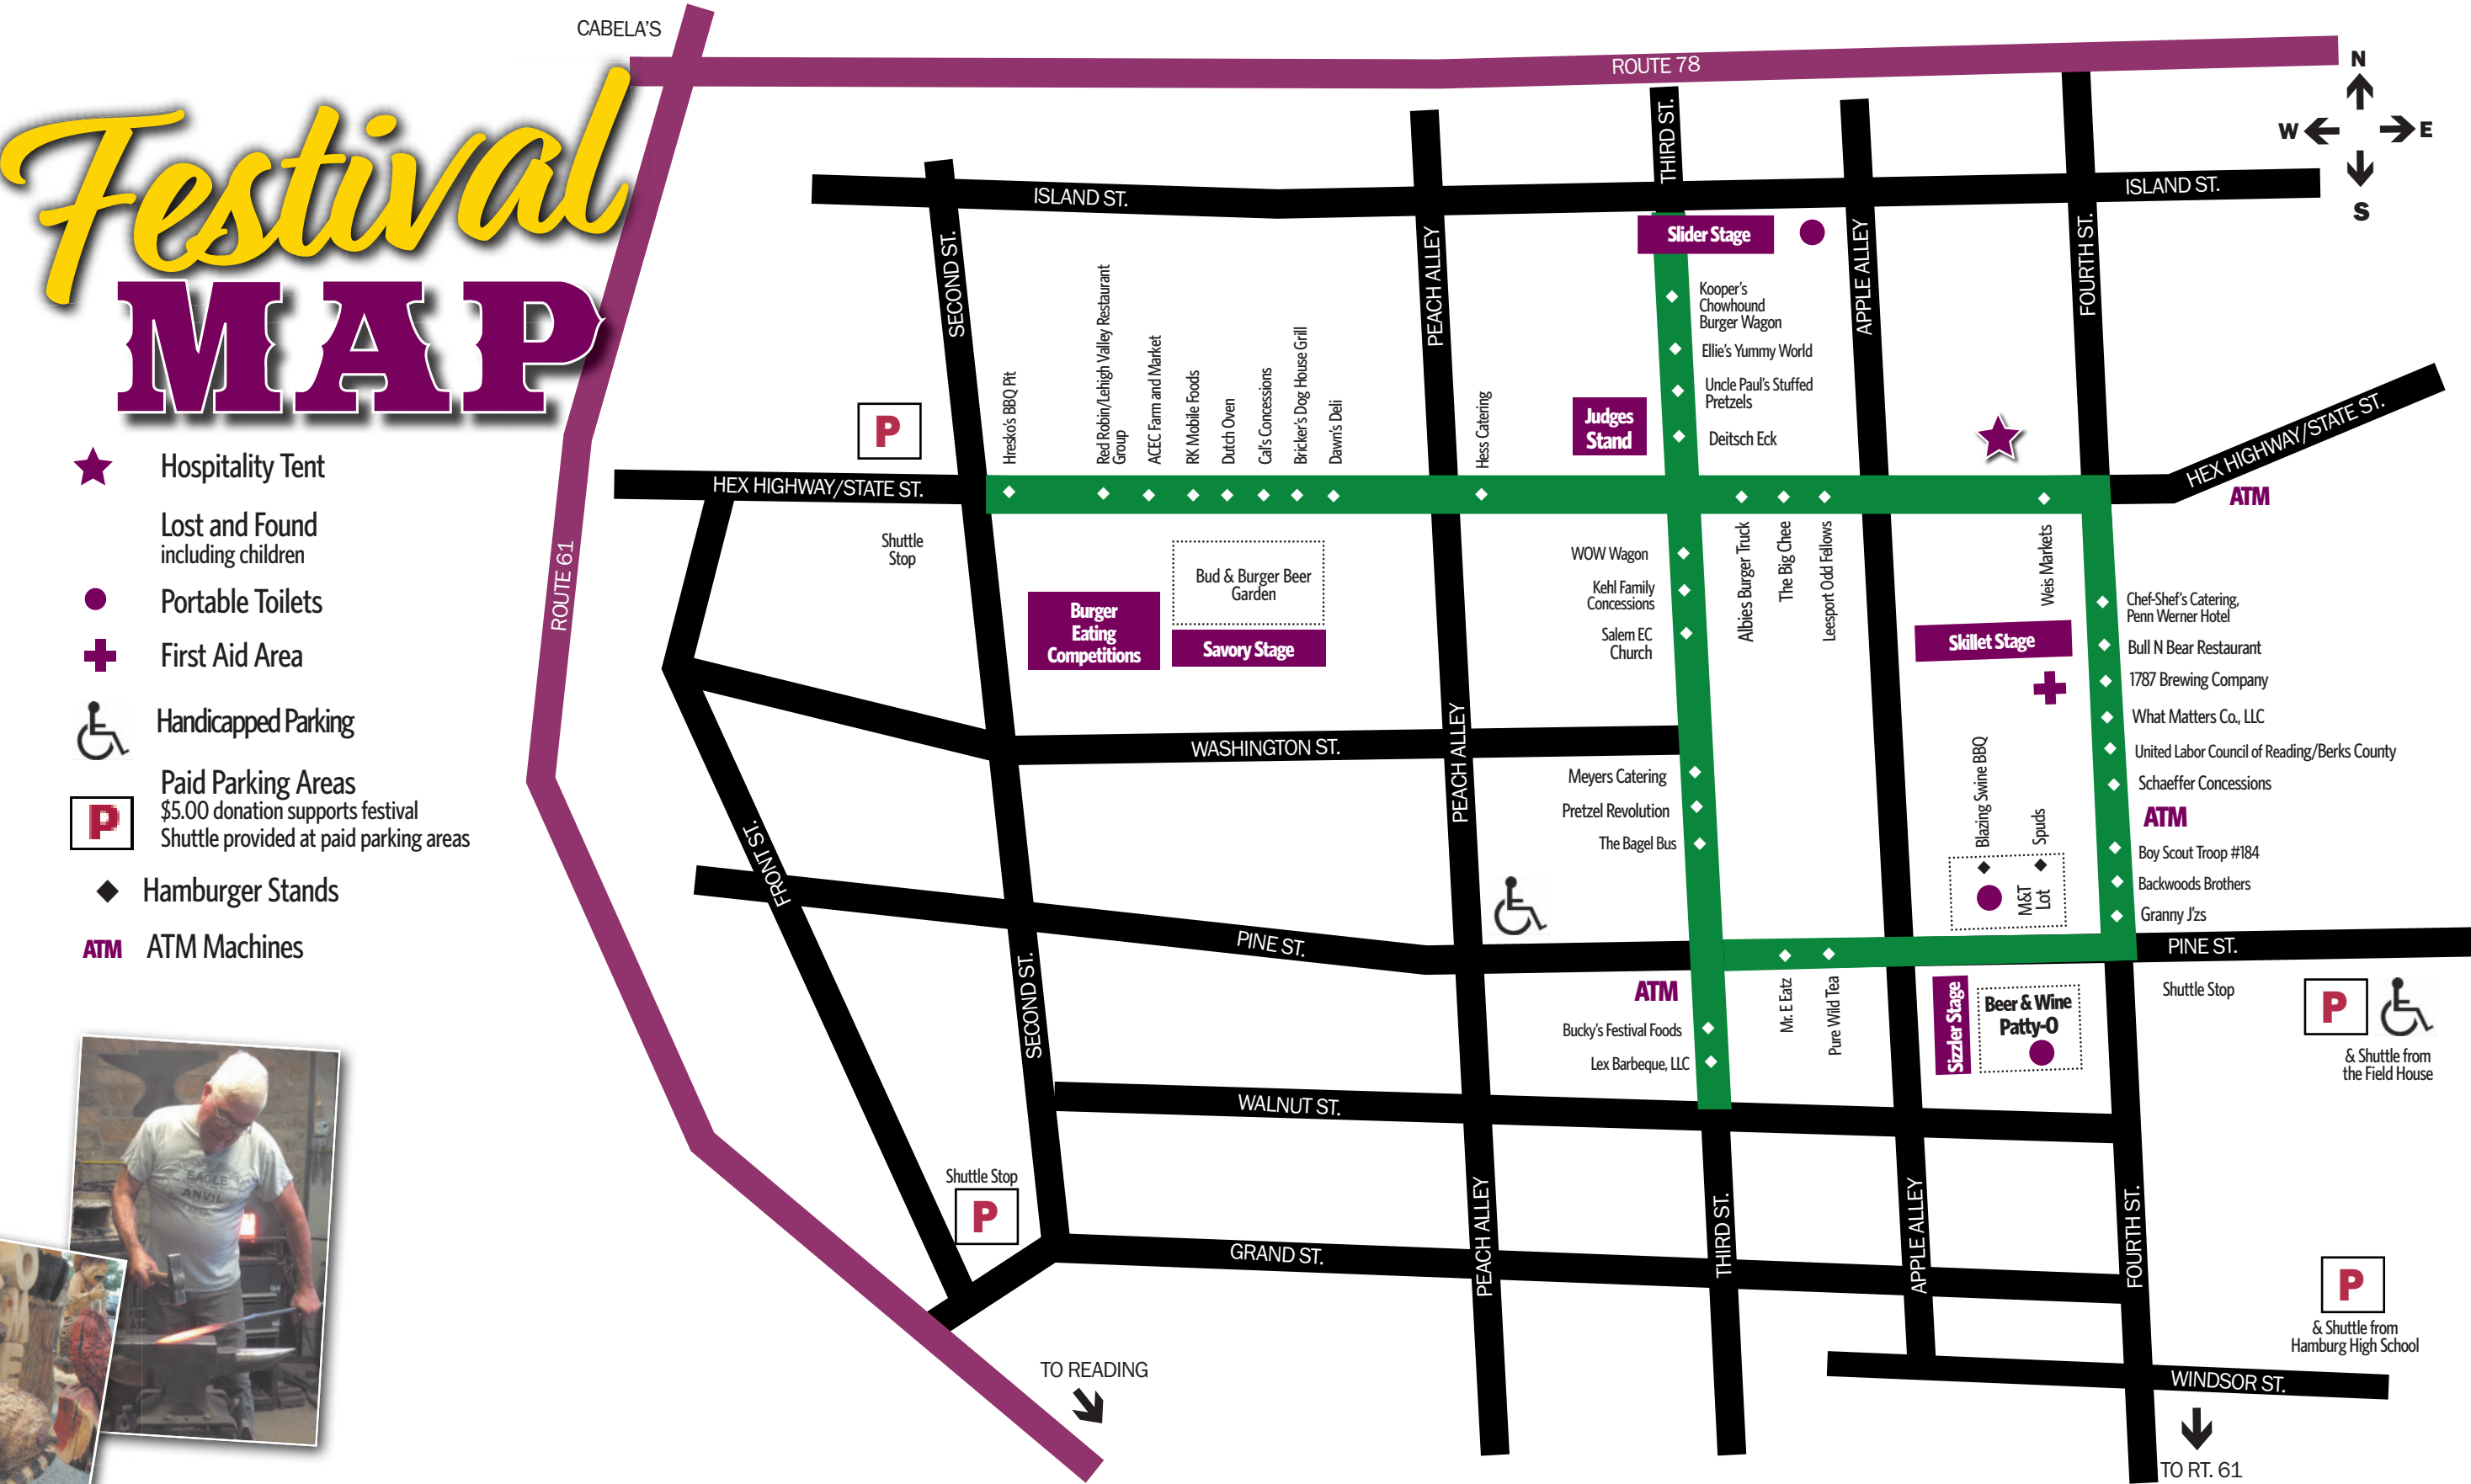 CABELA'S
ROUTE 78
N
W
E
S
Festival
MAP
THIRD ST.
ISLAND ST.
ISLAND ST.
SECOND ST.
PEACH ALLEY
APPLE ALLEY
FOURTH ST.
Slider Stage
Kooper's
Chowhound
Burger Wagon
Ellie's Yummy World
Uncle Paul's Stuffed
Pretzels
Deitsch Eck
Judges
Stand
Hresko's BBQ Pit
Red Robin/Lehigh Valley Restaurant
Group
ACEC Farm and Market
RK Mobile Foods
Dutch Oven
Cal's Concessions
Bricker's Dog House Grill
Dawn's Deli
Hess Catering
P
HEX HIGHWAY/STATE ST.
HEX HIGHWAY/STATE ST.
ATM
Hospitality Tent
Lost and Found
including children
Portable Toilets
First Aid Area
Handicapped Parking
Paid Parking Areas
P
$5.00 donation supports festival
Shuttle provided at paid parking areas
Hamburger Stands
ATM
ATM Machines
ROUTE 61
Shuttle
Stop
Bud & Burger Beer
Garden
Burger
Eating
Competitions
Savory Stage
WOW Wagon
Kehl Family
Concessions
Salem EC
Church
Albies Burger Truck
The Big Chee
Leesport Odd Fellows
Weis Markets
Skillet Stage
Chef-Shef's Catering,
Penn Werner Hotel
Bull N Bear Restaurant
1787 Brewing Company
What Matters Co., LLC
United Labor Council of Reading/Berks County
Schaeffer Concessions
ATM
Boy Scout Troop #184
Backwoods Brothers
Granny J'zs
WASHINGTON ST.
PEACH ALLEY
Meyers Catering
Pretzel Revolution
The Bagel Bus
Blazing Swine BBQ
Spuds
M&T
Lot
FRONT ST.
PINE ST.
PINE ST.
SECOND ST.
ATM
Bucky's Festival Foods
Lex Barbeque, LLC
Mr. E Eatz
Pure Wild Tea
Sizzler Stage
Beer & Wine
Patty-O
Shuttle Stop
P
& Shuttle from
the Field House
WALNUT ST.
Shuttle Stop
P
GRAND ST.
PEACH ALLEY
THIRD ST.
APPLE ALLEY
FOURTH ST.
P
& Shuttle from
Hamburg High School
WINDSOR ST.
TO READING
TO RT. 61
EAGLE
ANVIL